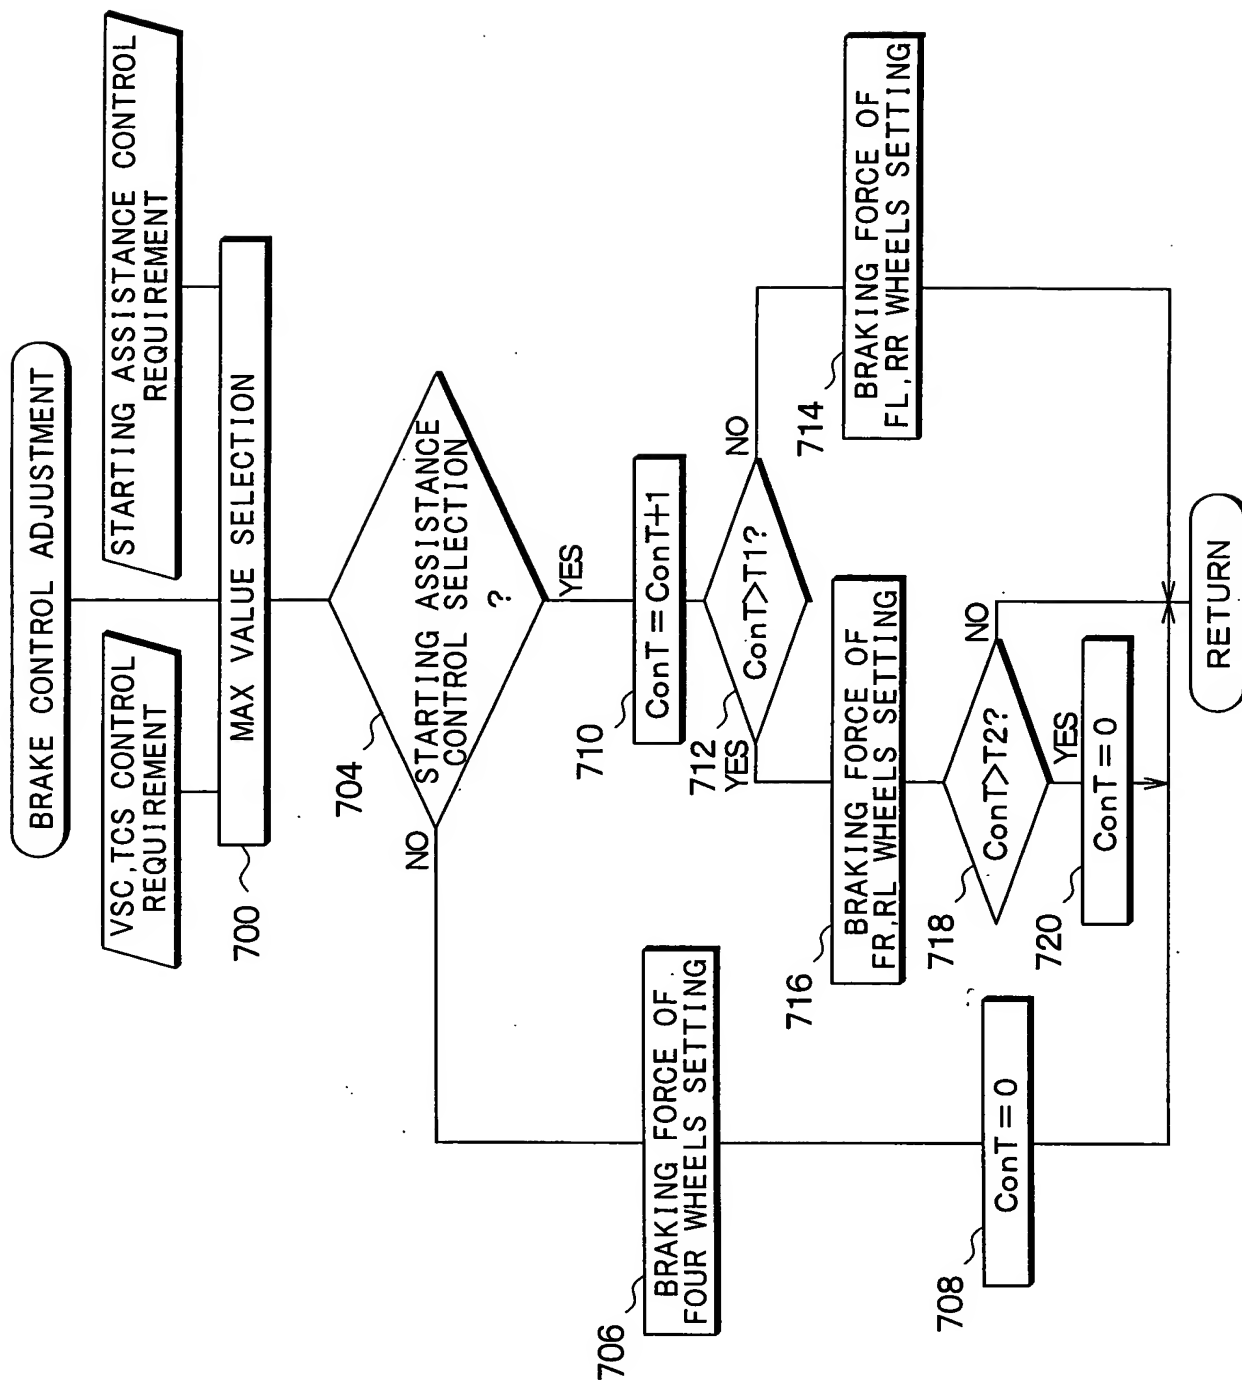 BRAKE CONTROL ADJUSTMENT
VSC,TCS CONTROL
REQUIREMENT
STARTING ASSISTANCE CONTROL
REQUIREMENT
700
MAX VALUE SELECTION
704
STARTING ASSISTANCE
CONTROL SELECTION
?
NO
YES
706
BRAKING FORCE OF
FOUR WHEELS SETTING
710
ConT=ConT+1
712
ConT>T1?
YES
NO
714
BRAKING FORCE OF
FL,RR WHEELS SETTING
716
BRAKING FORCE OF
FR,RL WHEELS SETTING
718
ConT>T2?
NO
YES
708
ConT=0
720
ConT=0
RETURN